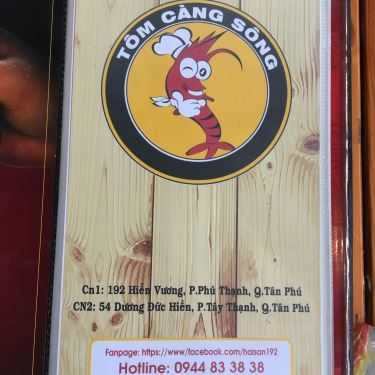 TÔM CÀNG SÔNG
Cn1: 192 Hiền Vương, P.Phú Thạnh, Q.Tân Phú
CN2: 54 Dương Đức Hiền, P.Tây Thạnh, Q.Tân Phú
Fanpage: https://www/facebook.com/haisan192
Hotline: 0944 83 38 38